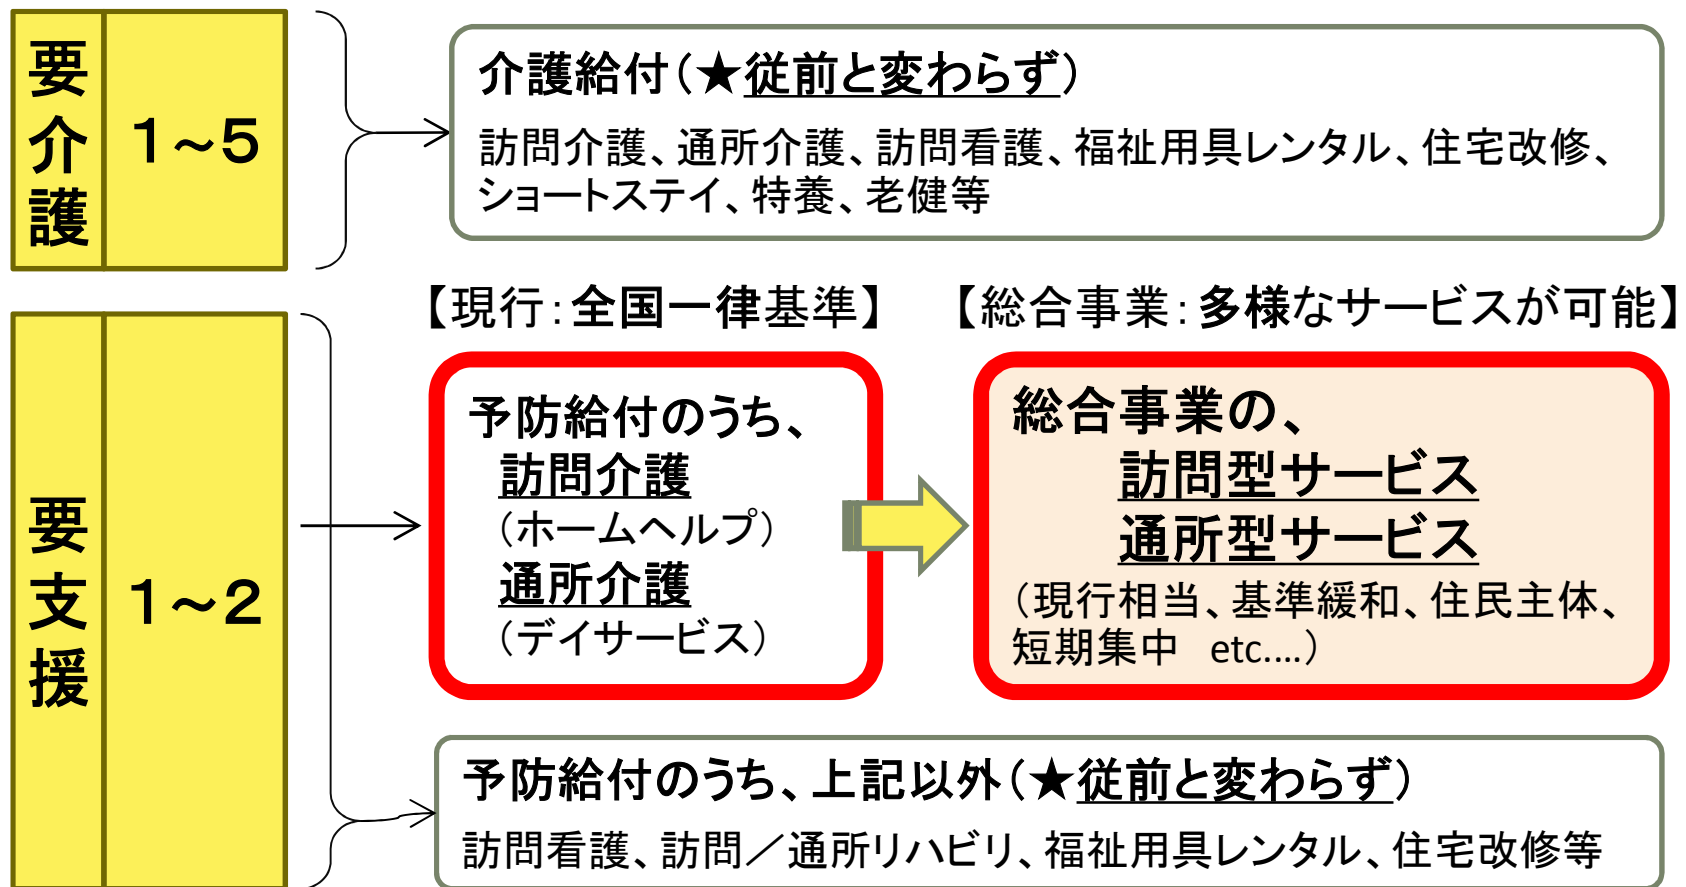 要介護
1~5
介護給付(★従前と変わらず)
訪問介護、通所介護、訪問看護、福祉用具レンタル、住宅改修、
ショートステイ、特養、老健等
【現行:全国一律基準】
【総合事業:多様なサービスが可能】
要支援
1~2
予防給付のうち、
訪問介護
(ホームヘルプ)
通所介護
(デイサービス)
総合事業の、
訪問型サービス
通所型サービス
(現行相当、基準緩和、住民主体、
短期集中 etc.…)
予防給付のうち、上記以外(★従前と変わらず)
訪問看護、訪問/通所リハビリ、福祉用具レンタル、住宅改修等